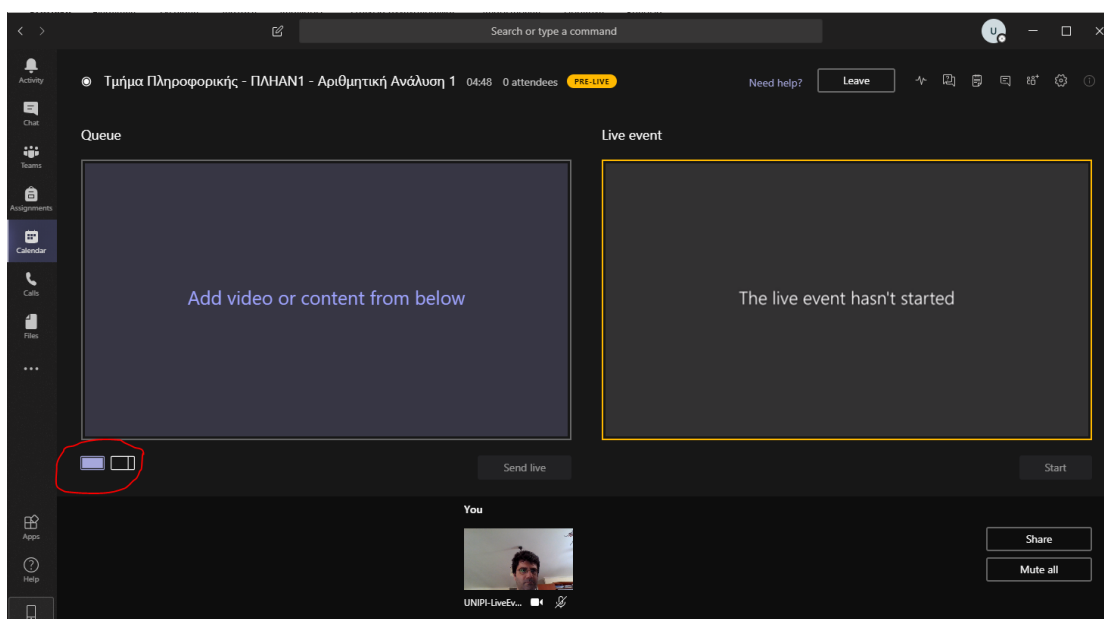 Search or type a command
U
Activity
Chat
Teams
Assignments
Calendar
Calls
Files
Apps
Help
Τμήμα Πληροφορικής - ΠΛΗΑΝ1 - Αριθμητική Ανάλυση 1 04:48 0 attendees PRE-LIVE Need help? Leave
Queue
Live event
Add video or content from below
The live event hasn't started
Send live
Start
You
UNIPI-LiveEv...
Share
Mute all